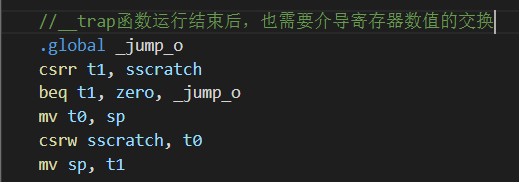 //__trap函数运行结束后，也需要介导寄存器数值的交换
.global _jump_o
csrr t1, sscratch
beq t1, zero, _jump_o
mv t0, sp
csrw sscratch, t0
mv sp, t1